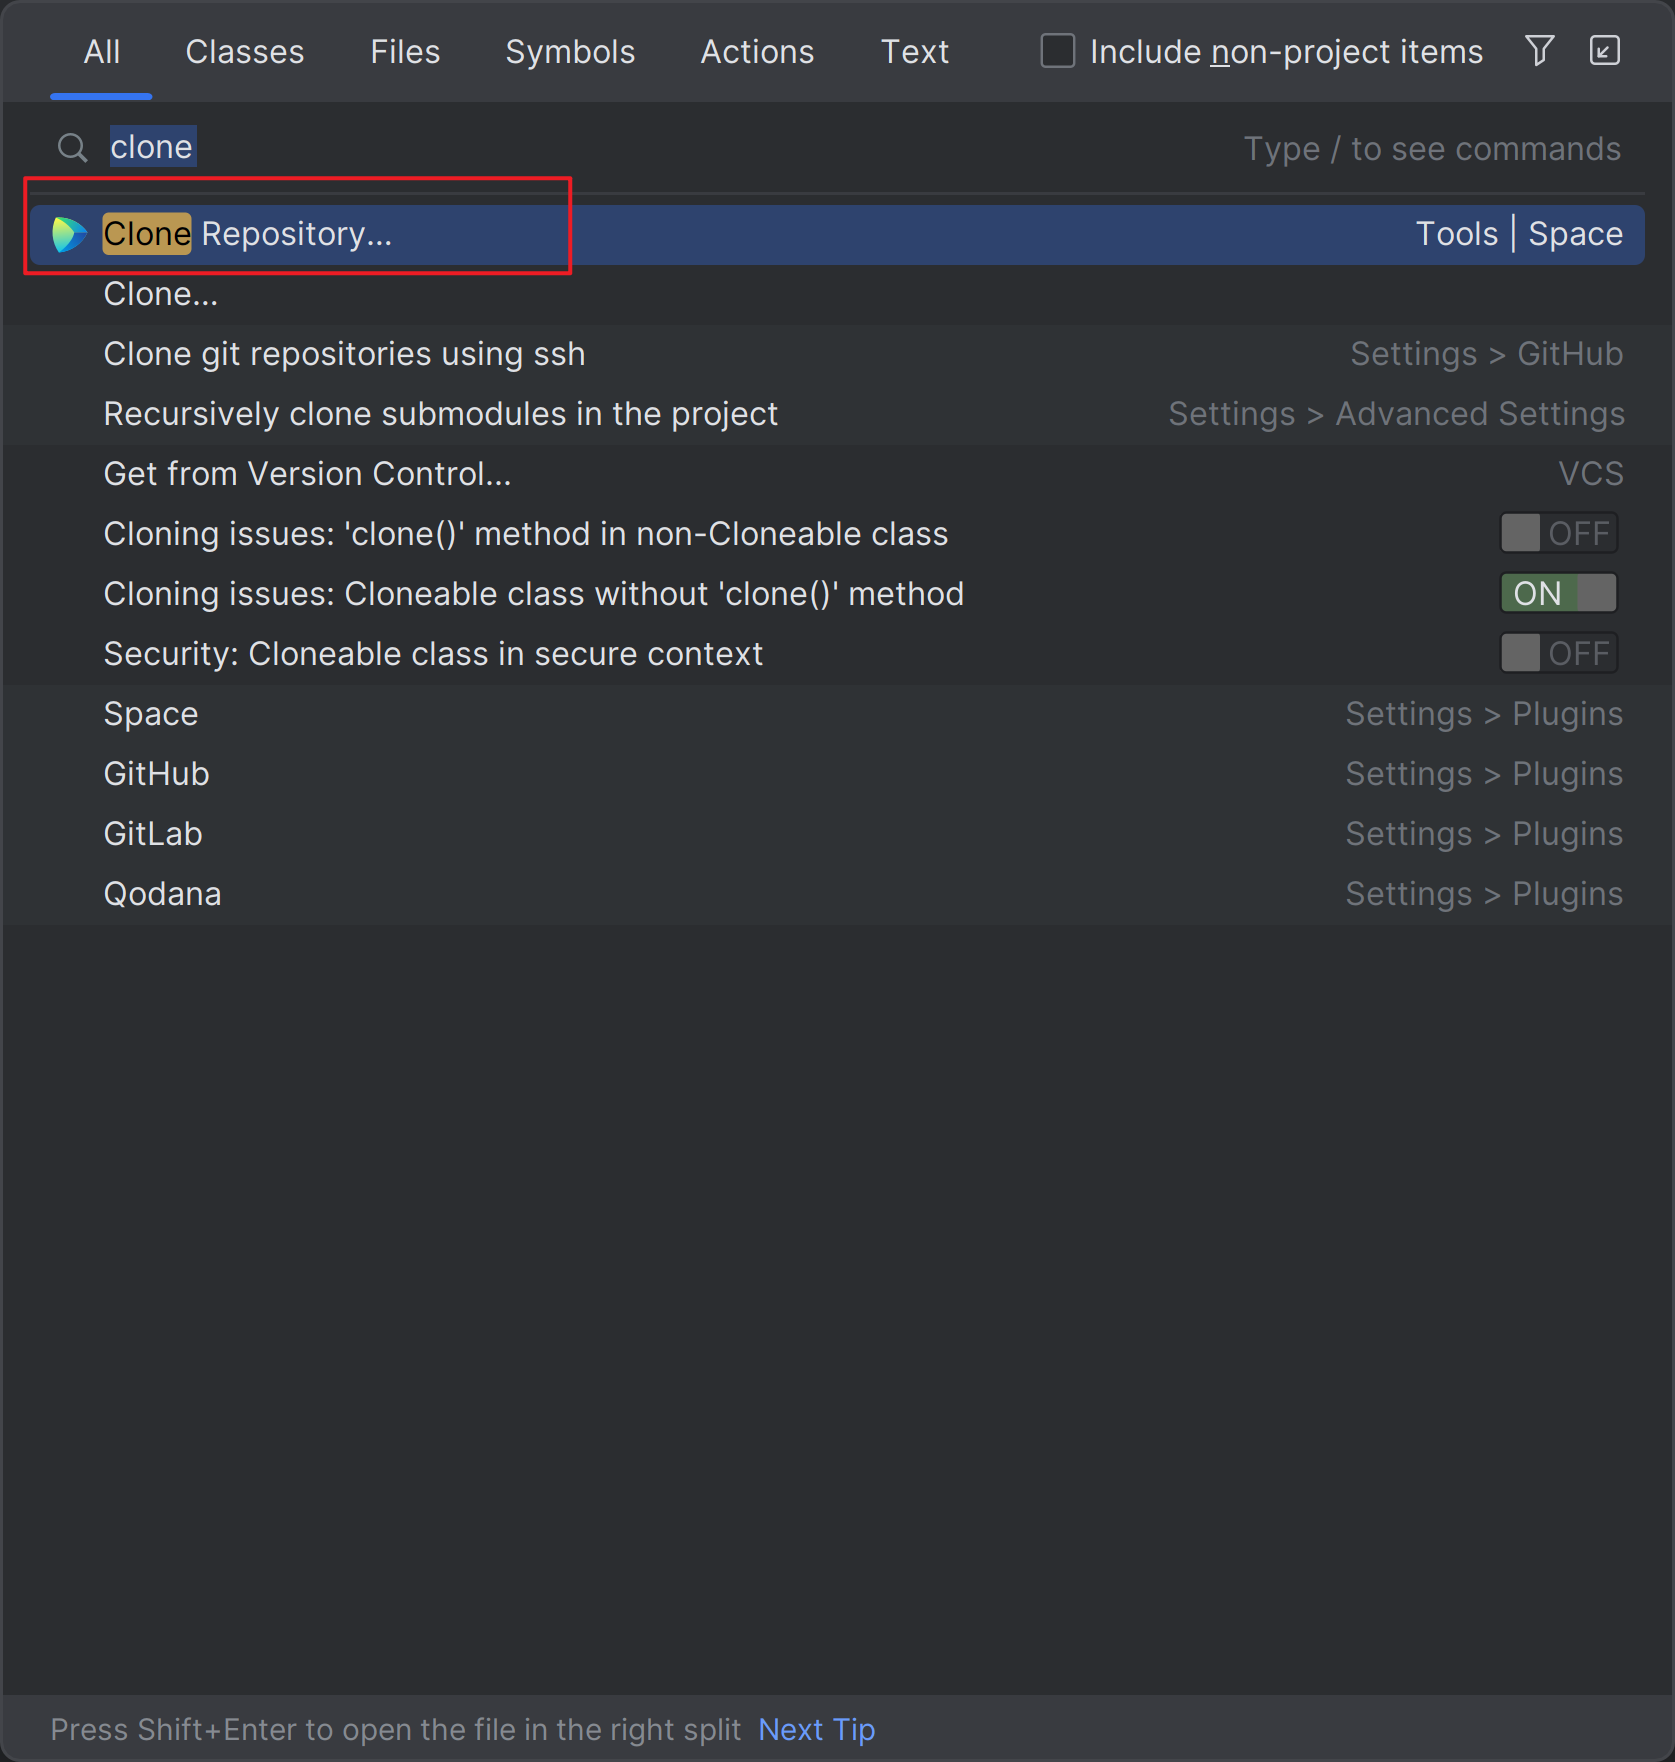 All Classes Files Symbols Actions Text Include non-project items
clone Type / to see commands
Clone Repository... Tools | Space
Clone...
Clone git repositories using ssh Settings > GitHub
Recursively clone submodules in the project Settings > Advanced Settings
Get from Version Control... VCS
Cloning issues: 'clone()' method in non-Cloneable class OFF
Cloning issues: Cloneable class without 'clone()' method ON
Security: Cloneable class in secure context OFF
Space Settings > Plugins
GitHub Settings > Plugins
GitLab Settings > Plugins
Qodana Settings > Plugins
Press Shift+Enter to open the file in the right split Next Tip